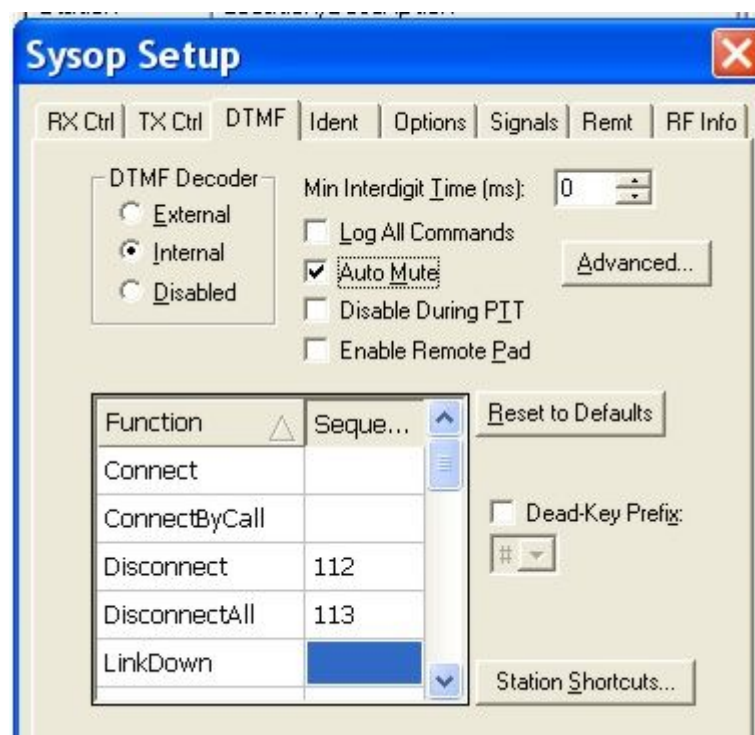 Sysop Setup
RX Ctrl TX Ctrl DTMF Ident Options Signals Remt RF Info
DTMF Decoder
External
Internal
Disabled
Min Interdigit Time (ms): 0
Log All Commands
Auto Mute
Disable During PTT
Enable Remote Pad
Advanced...
Function Seque...
Connect
ConnectByCall
Disconnect 112
DisconnectAll 113
LinkDown
Reset to Defaults
Dead-Key Prefix:
#
Station Shortcuts...